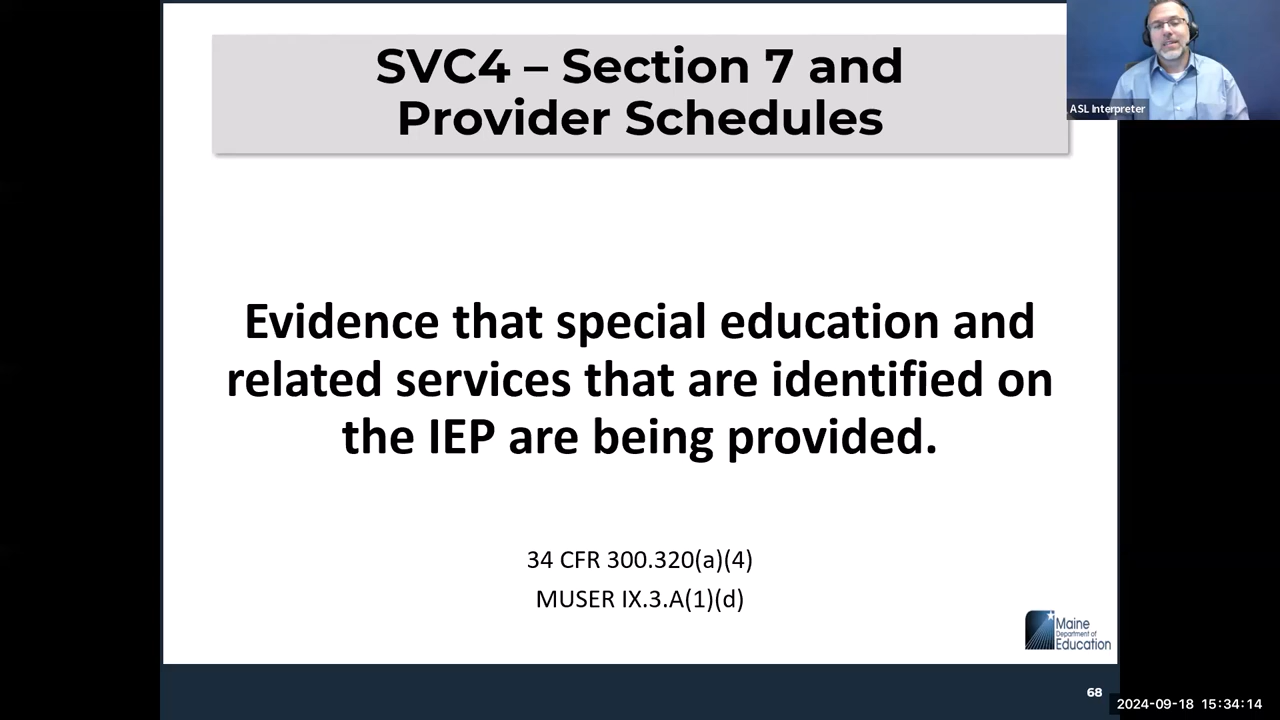 SVC4 – Section 7 and
Provider Schedules
ASL Interpreter
Evidence that special education and
related services that are identified on
the IEP are being provided.
34 CFR 300.320(a)(4)
MUSER IX.3.A(1)(d)
Maine
Department of
Education
68
2024-09-18 15:34:14